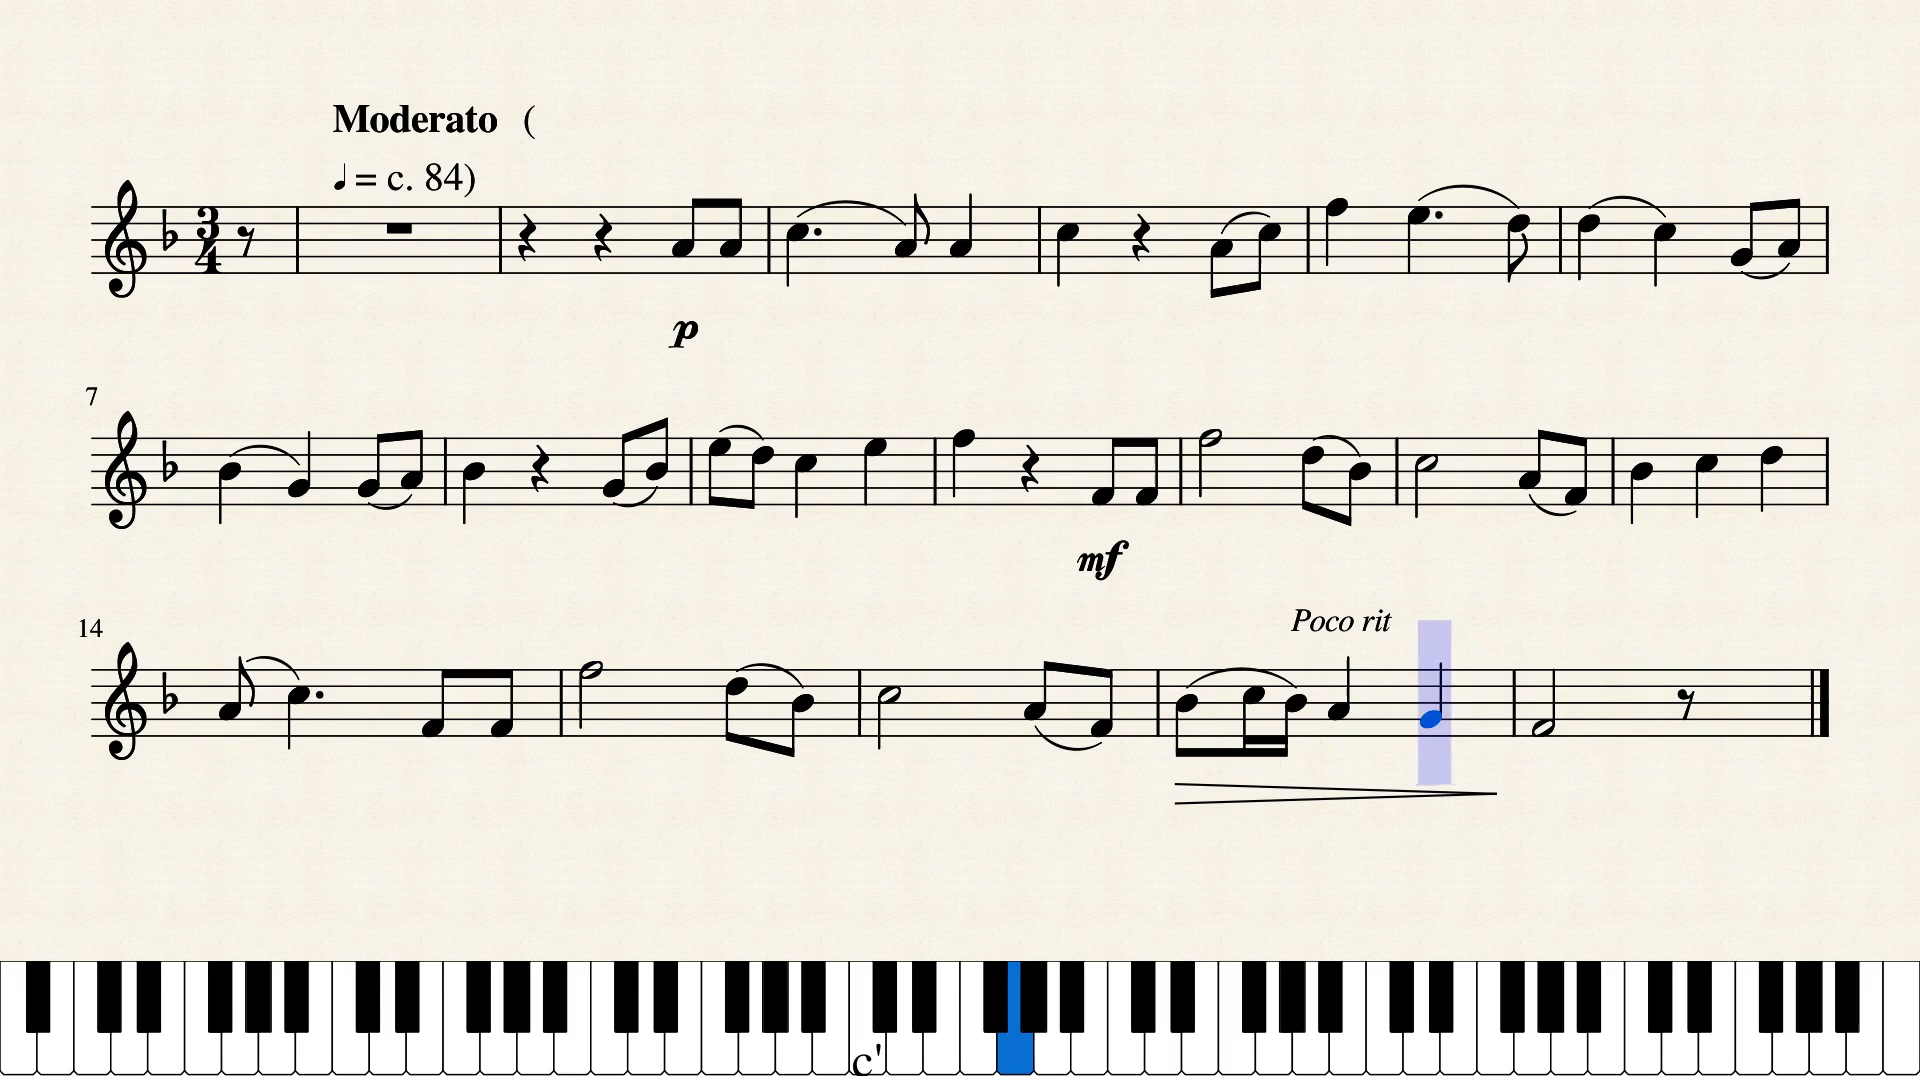 Moderato (
♩ = c. 84)
3
4
p
7
mf
14
Poco rit
c'